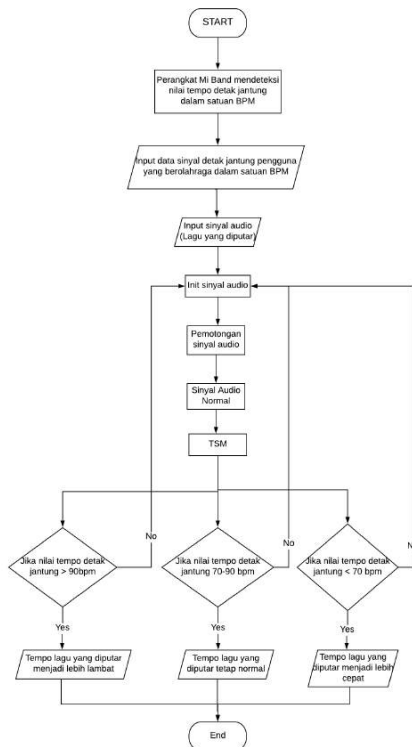 START
Perangkat Mi Band mendeteksi
nilai tempo detak jantung
dalam satuan BPM
Input data sinyal detak jantung pengguna
yang berolahraga dalam satuan BPM
Input sinyal audio
(Lagu yang diputar)
Init sinyal audio
Pemotongan
sinyal audio
Sinyal Audio
Normal
TSM
No
No
Jika nilai tempo detak
jantung > 90bpm
Jika nilai tempo detak
jantung 70-90 bpm
Jika nilai tempo detak
jantung < 70 bpm
Yes
Yes
Yes
Tempo lagu yang diputar
menjadi lebih lambat
Tempo lagu yang
diputar tetap normal
Tempo lagu yang
diputar menjadi lebih
cepat
End